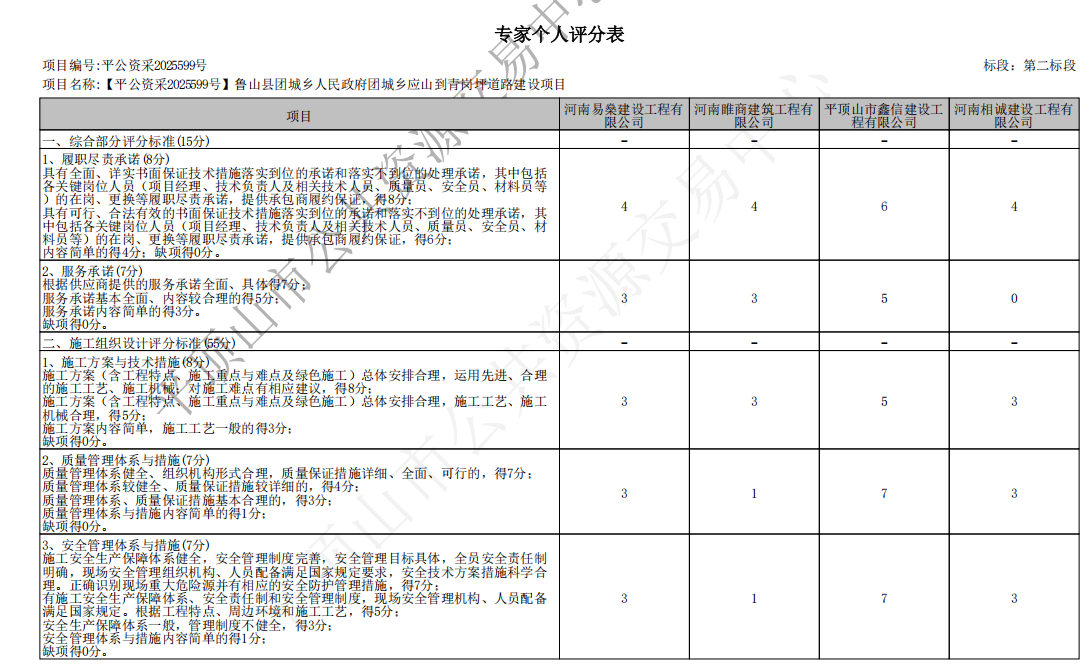 专家个人评分表
项目编号:平公资采2025599号
标段：第二标段
项目名称:【平公资采2025599号】鲁山县团城乡人民政府团城乡应山到青岗坪道路建设项目
项目
河南易燊建设工程有限公司
河南睢商建筑工程有限公司
平顶山市鑫信建设工程有限公司
河南相诚建设工程有限公司
一、综合部分评分标准(15分)
－ － － －
1、履职尽责承诺(8分)
具有全面、详实书面保证技术措施落实到位的承诺和落实不到位的处理承诺，其中包括
各关键岗位人员（项目经理、技术负责人及相关技术人员、质量员、安全员、材料员等
）的在岗、更换等履职尽责承诺，提供承包商履约保证，得8分；
具有可行、合法有效的书面保证技术措施落实到位的承诺和落实不到位的处理承诺，其
中包括各关键岗位人员（项目经理、技术负责人及相关技术人员、质量员、安全员、材
料员等）的在岗、更换等履职尽责承诺，提供承包商履约保证，得6分；
内容简单的得4分；缺项得0分。
4 4 6 4
2、服务承诺(7分)
根据供应商提供的服务承诺全面、具体得7分；
服务承诺基本全面、内容较合理的得5分；
服务承诺内容简单的得3分。
缺项得0分。
3 3 5 0
二、施工组织设计评分标准(55分)
－ － － －
1、施工方案与技术措施(8分)
施工方案（含工程特点、施工重点与难点及绿色施工）总体安排合理，运用先进、合理
的施工工艺、施工机械；对施工难点有相应建议，得8分；
施工方案（含工程特点、施工重点与难点及绿色施工）总体安排合理，施工工艺、施工
机械合理，得5分；
施工方案内容简单，施工工艺一般的得3分；
缺项得0分。
3 3 5 3
2、质量管理体系与措施(7分)
质量管理体系健全、组织机构形式合理，质量保证措施详细、全面、可行的，得7分；
质量管理体系较健全、质量保证措施较详细的，得4分；
质量管理体系、质量保证措施基本合理的，得3分；
质量管理体系与措施内容简单的得1分；
缺项得0分。
3 1 7 3
3、安全管理体系与措施(7分)
施工安全生产保障体系健全，安全管理制度完善，安全管理目标具体，全员安全责任制
明确，现场安全管理组织机构、人员配备满足国家规定要求，安全技术方案措施科学合
理。正确识别现场重大危险源并有相应的安全防护管理措施，得7分；
有施工安全生产保障体系、安全责任制和安全管理制度，现场安全管理机构、人员配备
满足国家规定。根据工程特点、周边环境和施工工艺，得5分；
安全生产保障体系一般，管理制度不健全，得3分；
安全管理体系与措施内容简单的得1分；
缺项得0分。
3 1 7 3
平顶山市公共资源交易中心
平顶山市公共资源交易中心